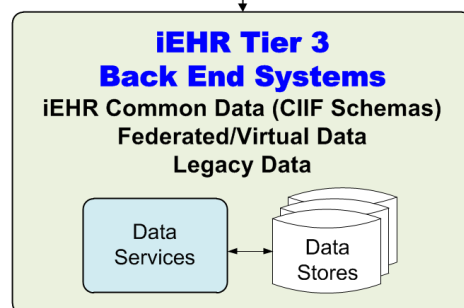 iEHR Tier 3
Back End Systems
iEHR Common Data (CIIF Schemas)
Federated/Virtual Data
Legacy Data
Data
Services
Data
Stores